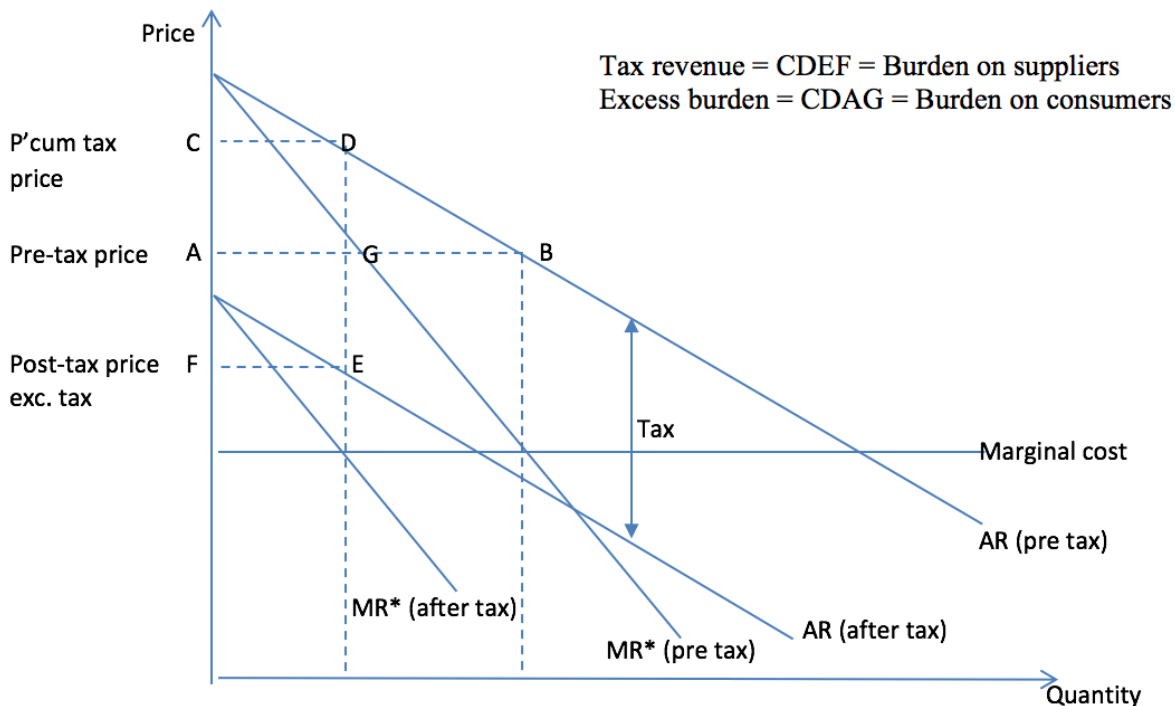 Price
Tax revenue = CDEF = Burden on suppliers
Excess burden = CDAG = Burden on consumers
P’cum tax
price
C
D
Pre-tax price
A
G
B
Post-tax price
exc. tax
F
E
Tax
Marginal cost
AR (pre tax)
MR* (after tax)
MR* (pre tax)
AR (after tax)
Quantity